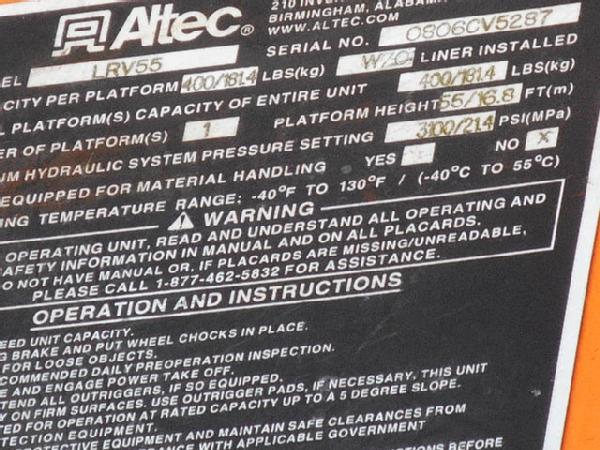 210 INVER
BIRMINGHAM, ALABAMA
WWW.ALTEC.COM
Altec®
SERIAL NO. 0806CV5287
EL LRV55
CITY PER PLATFORM 400/181.4 LBS(kg) W/O LINER INSTALLED
L PLATFORM(S) CAPACITY OF ENTIRE UNIT 400/181.4 LBS(kg)
ER OF PLATFORM(S) 1 PLATFORM HEIGHT 55/16.8 FT(m)
UM HYDRAULIC SYSTEM PRESSURE SETTING 3100/214 PSI(MPa)
EQUIPPED FOR MATERIAL HANDLING YES NO X
ING TEMPERATURE RANGE: -40°F TO 130°F / (-40°C TO 55°C)
WARNING
OPERATING UNIT, READ AND UNDERSTAND ALL OPERATING AND
AFETY INFORMATION IN MANUAL AND ON ALL PLACARDS.
O NOT HAVE MANUAL OR, IF PLACARDS ARE MISSING/UNREADABLE,
PLEASE CALL 1-877-462-5832 FOR ASSISTANCE.
OPERATION AND INSTRUCTIONS
EED UNIT CAPACITY.
G BRAKE AND PUT WHEEL CHOCKS IN PLACE.
FOR LOOSE OBJECTS.
COMMENDED DAILY PREOPERATION INSPECTION.
E AND ENGAGE POWER TAKE OFF.
TEND ALL OUTRIGGERS, IF SO EQUIPPED.
Y ON FIRM SURFACES. USE OUTRIGGER PADS, IF NECESSARY. THIS UNIT
TED FOR OPERATION AT RATED CAPACITY UP TO A 5 DEGREE SLOPE.
TECTION EQUIPMENT.
ROTECTIVE EQUIPMENT AND MAINTAIN SAFE CLEARANCES FROM
RDANCE WITH APPLICABLE GOVERNMENT
TIONS BEFORE